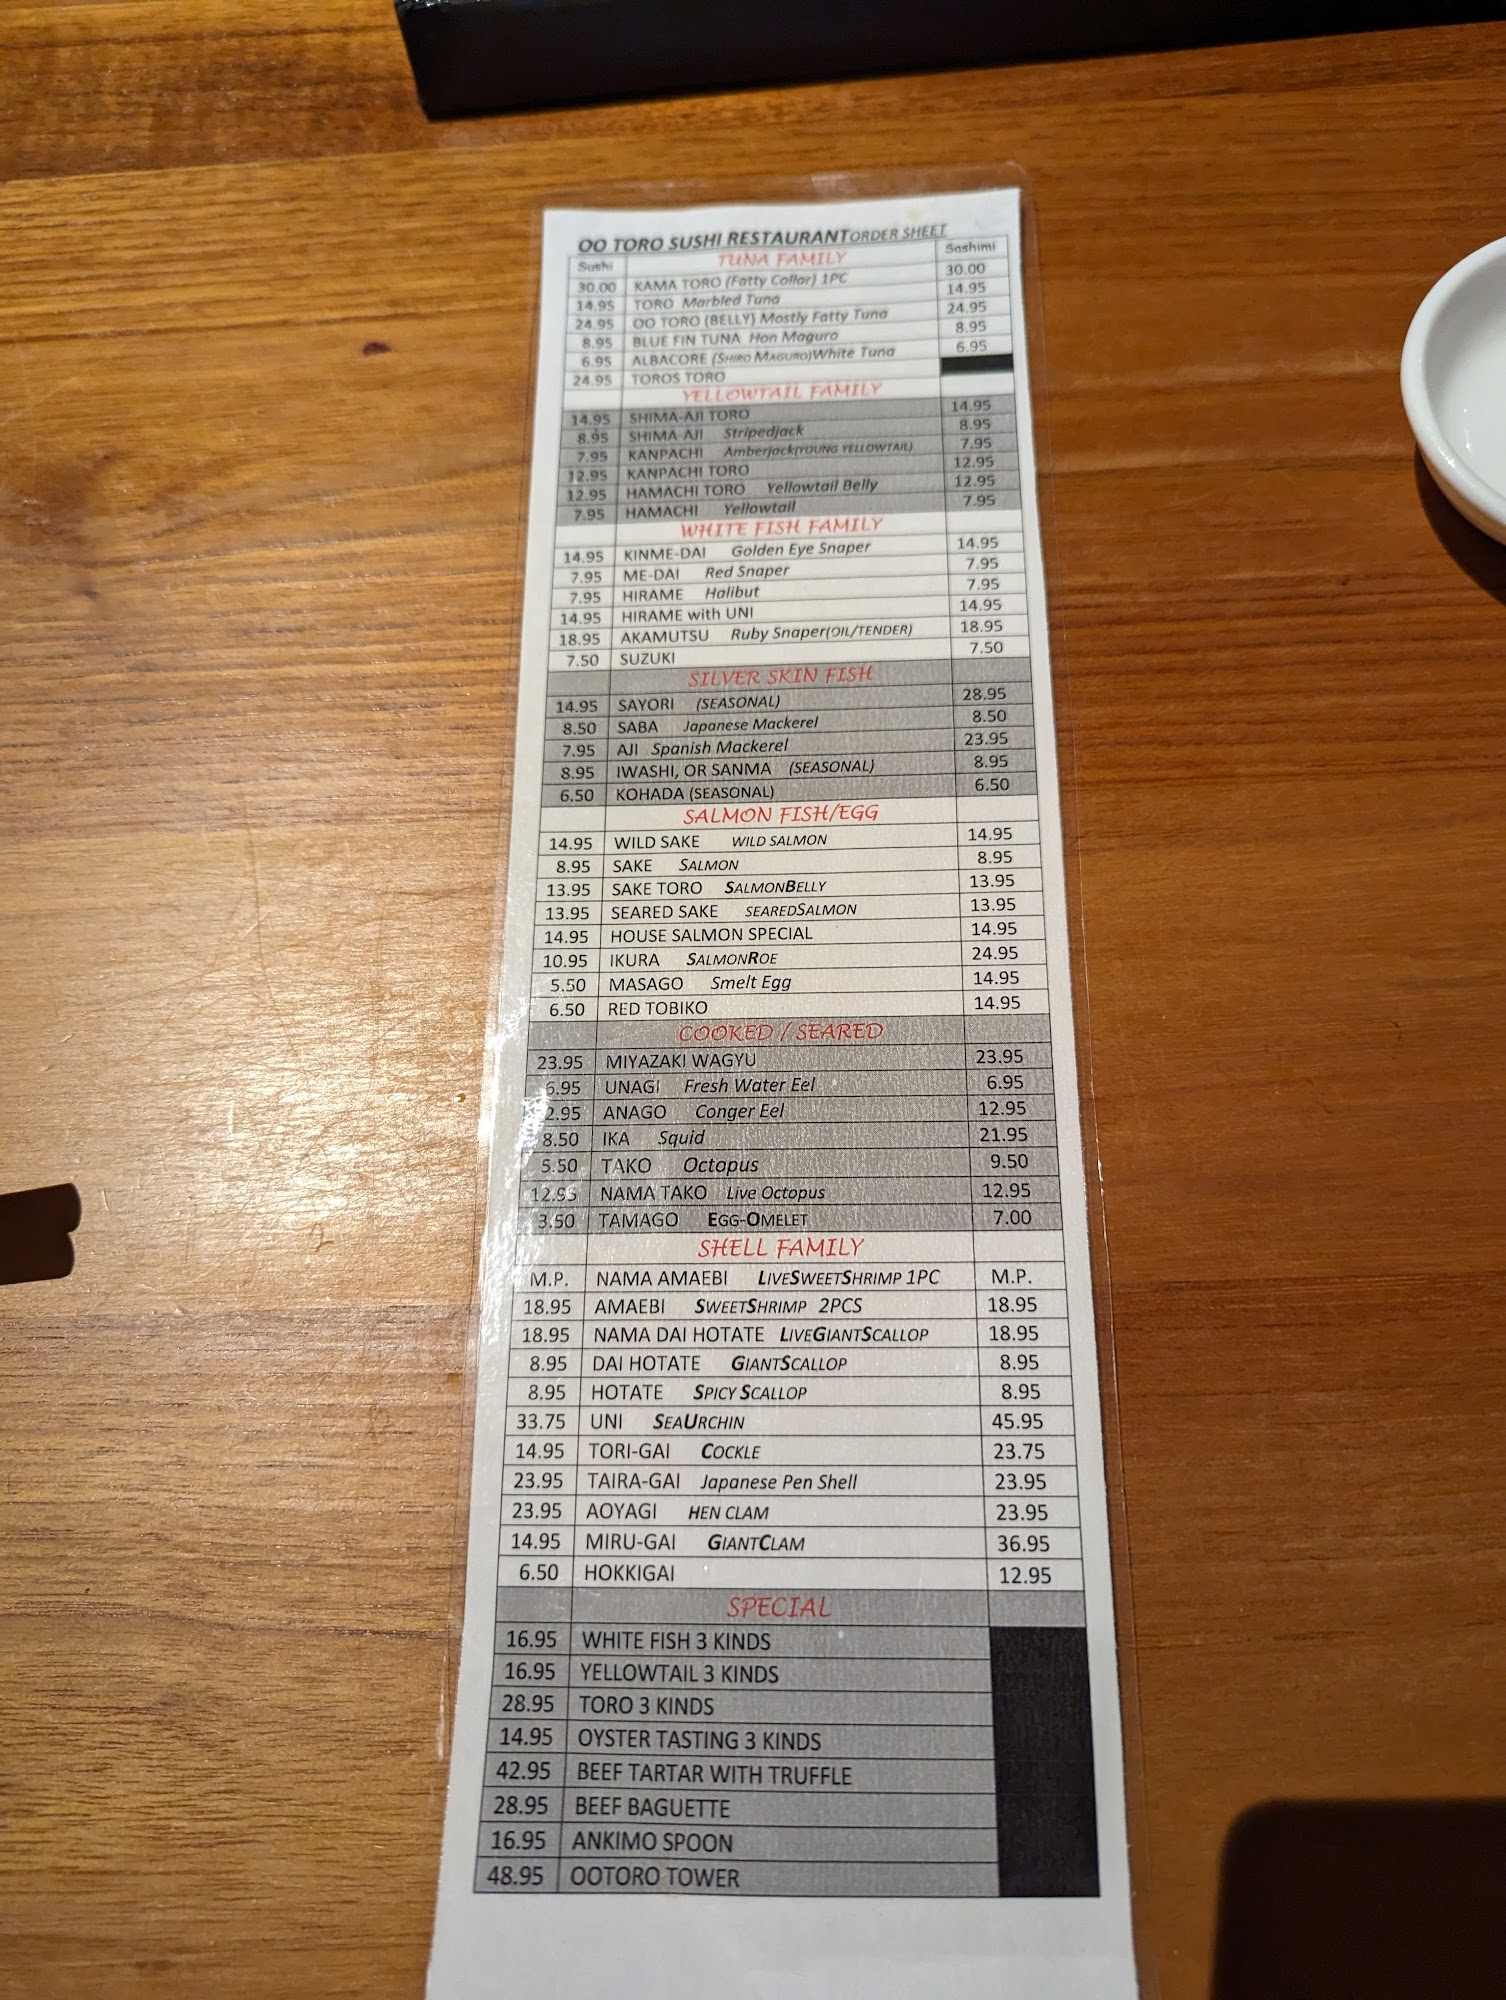 OO TORO SUSHI RESTAURANT ORDER SHEET
Sushi TUNA FAMILY Sashimi
30.00 KAMA TORO (Fatty Collar) 1PC 30.00
14.95 TORO Marbled Tuna 14.95
24.95 OO TORO (BELLY) Mostly Fatty Tuna 24.95
8.95 BLUE FIN TUNA Hon Maguro 8.95
6.95 ALBACORE (SHIRO MAGURO)White Tuna 6.95
24.95 TOROS TORO
YELLOWTAIL FAMILY
14.95 SHIMA-AJI TORO 14.95
8.95 SHIMA-AJI Stripedjack 8.95
7.95 KANPACHI Amberjack(YOUNG YELLOWTAIL) 7.95
12.95 KANPACHI TORO 12.95
12.95 HAMACHI TORO Yellowtail Belly 12.95
7.95 HAMACHI Yellowtail 7.95
WHITE FISH FAMILY
14.95 KINME-DAI Golden Eye Snaper 14.95
7.95 ME-DAI Red Snaper 7.95
7.95 HIRAME Halibut 7.95
14.95 HIRAME with UNI 14.95
18.95 AKAMUTSU Ruby Snaper(OIL/TENDER) 18.95
7.50 SUZUKI 7.50
SILVER SKIN FISH
14.95 SAYORI (SEASONAL) 28.95
8.50 SABA Japanese Mackerel 8.50
7.95 AJI Spanish Mackerel 23.95
8.95 IWASHI, OR SANMA (SEASONAL) 8.95
6.50 KOHADA (SEASONAL) 6.50
SALMON FISH/EGG
14.95 WILD SAKE WILD SALMON 14.95
8.95 SAKE SALMON 8.95
13.95 SAKE TORO SALMONBELLY 13.95
13.95 SEARED SAKE SEAREDSALMON 13.95
14.95 HOUSE SALMON SPECIAL 14.95
10.95 IKURA SALMONROE 24.95
5.50 MASAGO Smelt Egg 14.95
6.50 RED TOBIKO 14.95
COOKED / SEARED
23.95 MIYAZAKI WAGYU 23.95
6.95 UNAGI Fresh Water Eel 6.95
2.95 ANAGO Conger Eel 12.95
8.50 IKA Squid 21.95
5.50 TAKO Octopus 9.50
12.95 NAMA TAKO Live Octopus 12.95
3.50 TAMAGO EGG-OMELET 7.00
SHELL FAMILY
M.P. NAMA AMAEBI LIVESWEETSHRIMP 1PC M.P.
18.95 AMAEBI SWEETSHRIMP 2PCS 18.95
18.95 NAMA DAI HOTATE LIVEGIANTSCALLOP 18.95
8.95 DAI HOTATE GIANTSCALLOP 8.95
8.95 HOTATE SPICY SCALLOP 8.95
33.75 UNI SEAURCHIN 45.95
14.95 TORI-GAI COCKLE 23.75
23.95 TAIRA-GAI Japanese Pen Shell 23.95
23.95 AOYAGI HEN CLAM 23.95
14.95 MIRU-GAI GIANTCLAM 36.95
6.50 HOKKIGAI 12.95
SPECIAL
16.95 WHITE FISH 3 KINDS
16.95 YELLOWTAIL 3 KINDS
28.95 TORO 3 KINDS
14.95 OYSTER TASTING 3 KINDS
42.95 BEEF TARTAR WITH TRUFFLE
28.95 BEEF BAGUETTE
16.95 ANKIMO SPOON
48.95 OOTORO TOWER